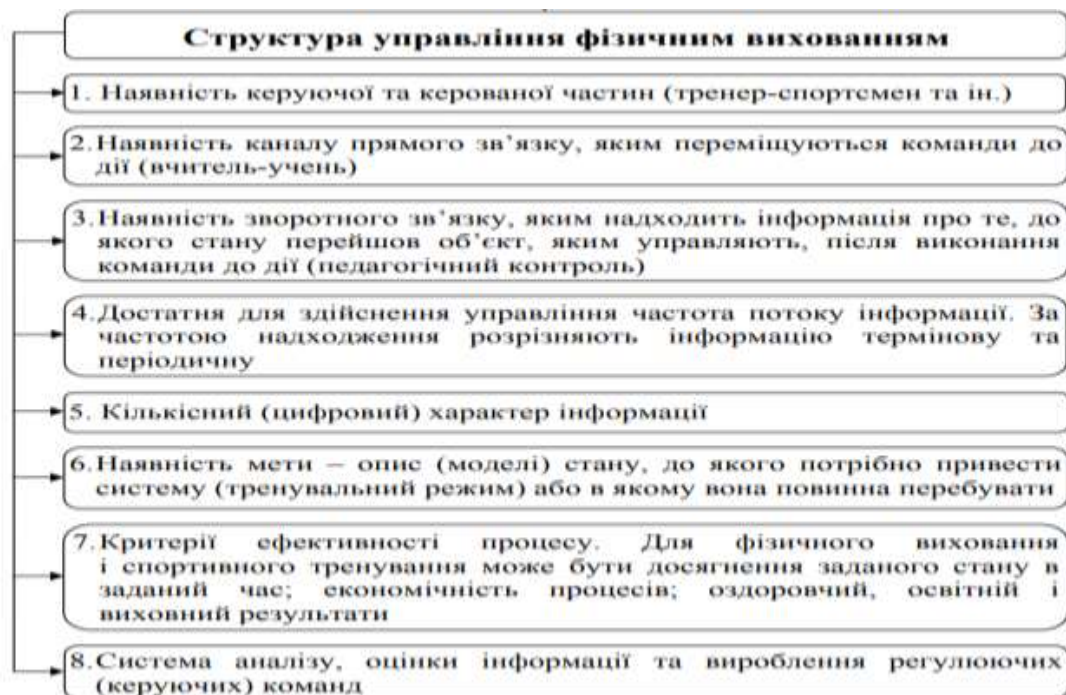 Структура управління фізичним вихованням
1. Наявність керуючої та керованої частин (тренер-спортсмен та ін.)
2. Наявність каналу прямого зв’язку, яким переміщуються команди до
дії (вчитель-учень)
3. Наявність зворотного зв’язку, яким надходить інформація про те, до
якого стану перейшов об’єкт, яким управляють, після виконання
команди до дії (педагогічний контроль)
4. Достатня для здійснення управління частота потоку інформації. За
частотою надходження розрізняють інформацію термінову та
періодичну
5. Кількісний (цифровий) характер інформації
6. Наявність мети – опис (моделі) стану, до якого потрібно привести
систему (тренувальний режим) або в якому вона повинна перебувати
7. Критерії ефективності процесу. Для фізичного виховання
і спортивного тренування може бути досягнення заданого стану в
заданий час; економічність процесів; оздоровчий, освітній і
виховний результати
8. Система аналізу, оцінки інформації та вироблення регулюючих
(керуючих) команд